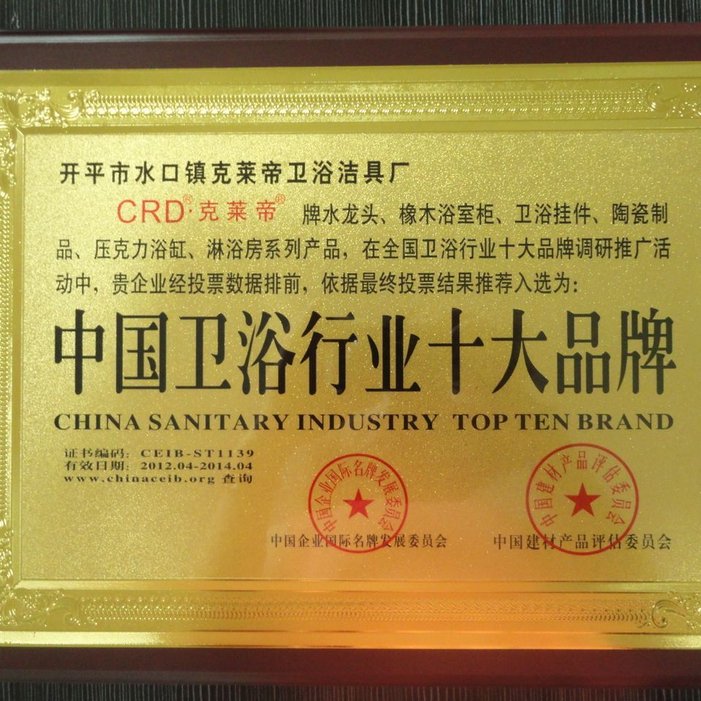 开平市水口镇克莱帝卫浴洁具厂
CRD®·克莱帝® 牌水龙头、橡木浴室柜、卫浴挂件、陶瓷制
品、压克力浴缸、淋浴房系列产品，在全国卫浴行业十大品牌调研推广活
动中，贵企业经投票数据排前，依据最终投票结果推荐入选为：
中国卫浴行业十大品牌
CHINA SANITARY INDUSTRY TOP TEN BRAND
证书编码：CEIB-ST1139
有效日期：2012.04-2014.04
www.chinaceib.org 查询
中国企业国际名牌发展委员会
中国建材产品评估委员会
中国企业国际名牌发展委员会
中国建材产品评估委员会